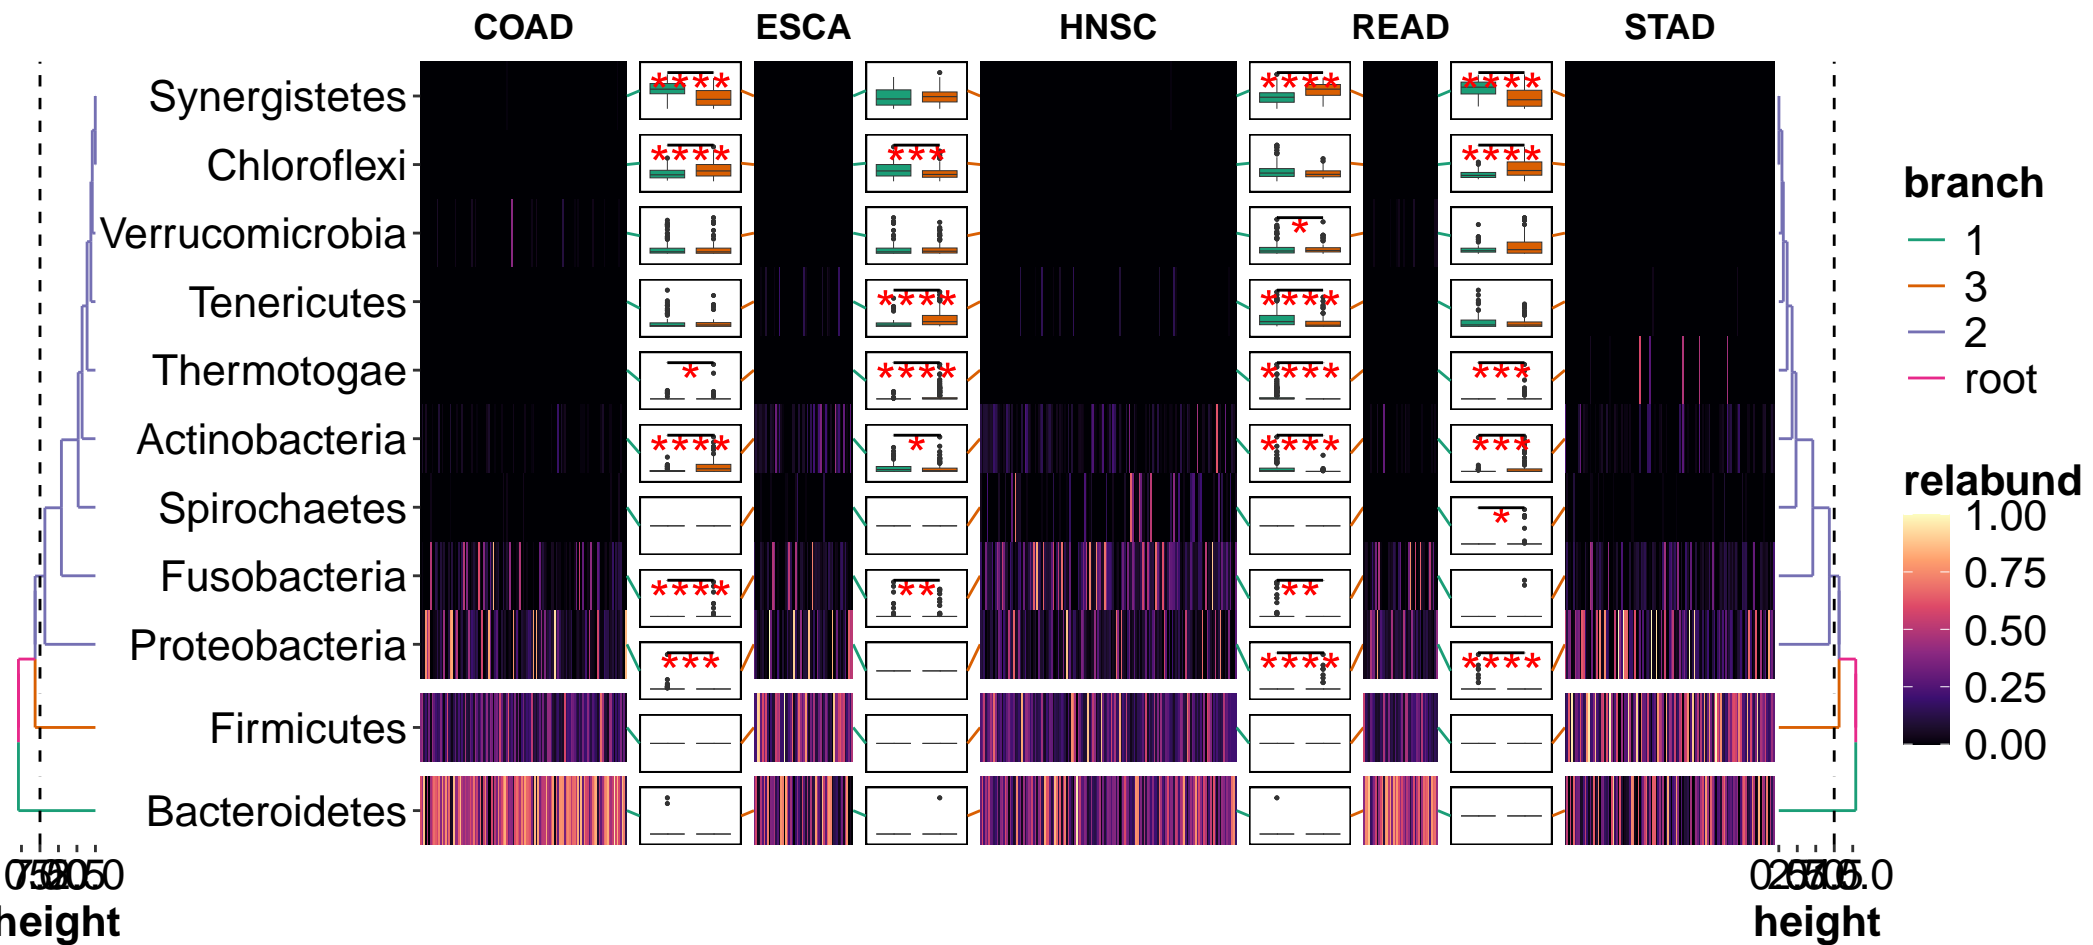 COAD ESCA HNSC READ STAD
Synergistetes **** **** ****
Chloroflexi **** *** ****
Verrucomicrobia *
Tenericutes **** ****
Thermotogae * **** **** ***
Actinobacteria **** * **** ***
Spirochaetes *
Fusobacteria **** ** **
Proteobacteria *** **** ****
Firmicutes
Bacteroidetes
height
height
branch
1
3
2
root
relabund
1.00
0.75
0.50
0.25
0.00